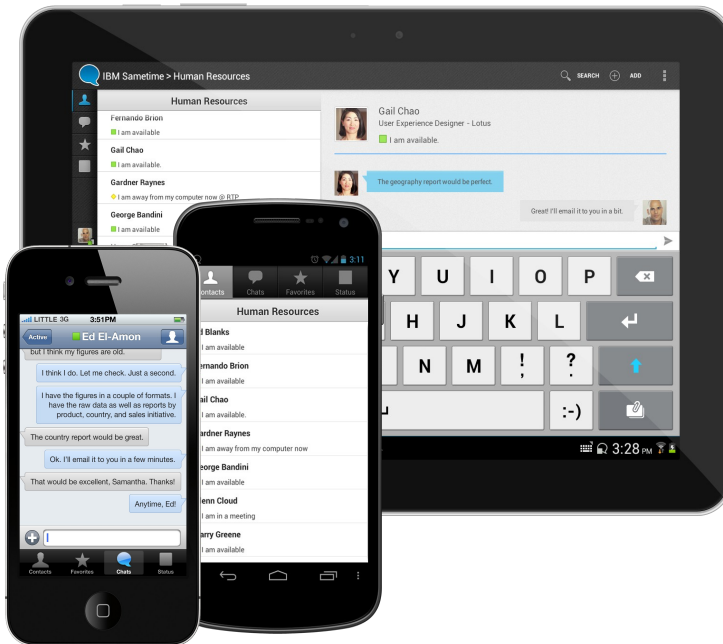 IBM Sametime > Human Resources
SEARCH
ADD
Human Resources
Fernando Brion
I am available
Gail Chao
I am available.
Gardner Raynes
I am away from my computer now @ RTP
George Bandini
I am available
Gail Chao
User Experience Designer - Lotus
I am available.
The geography report would be perfect.
Great! I'll email it to you in a bit.
Y U I O P
H J K L
N M ! , ? .
:-)
3:28 PM
3:11
Contacts Chats Favorites Status
Human Resources
d Blanks
I am available
ernando Brion
I am available
ail Chao
I am available.
ardner Raynes
I am away from my computer now
eorge Bandini
I am available
enn Cloud
I am in a meeting
arry Greene
I am available
LITTLE 3G 3:51PM
Active Ed El-Amon
but I think my figures are old.
I think I do. Let me check. Just a second.
I have the figures in a couple of formats. I
have the raw data as well as reports by
product, country, and sales initiative.
The country report would be great.
Ok. I'll email it to you in a few minutes.
That would be excellent, Samantha. Thanks!
Anytime, Ed!
Contacts Favorites Chats Status